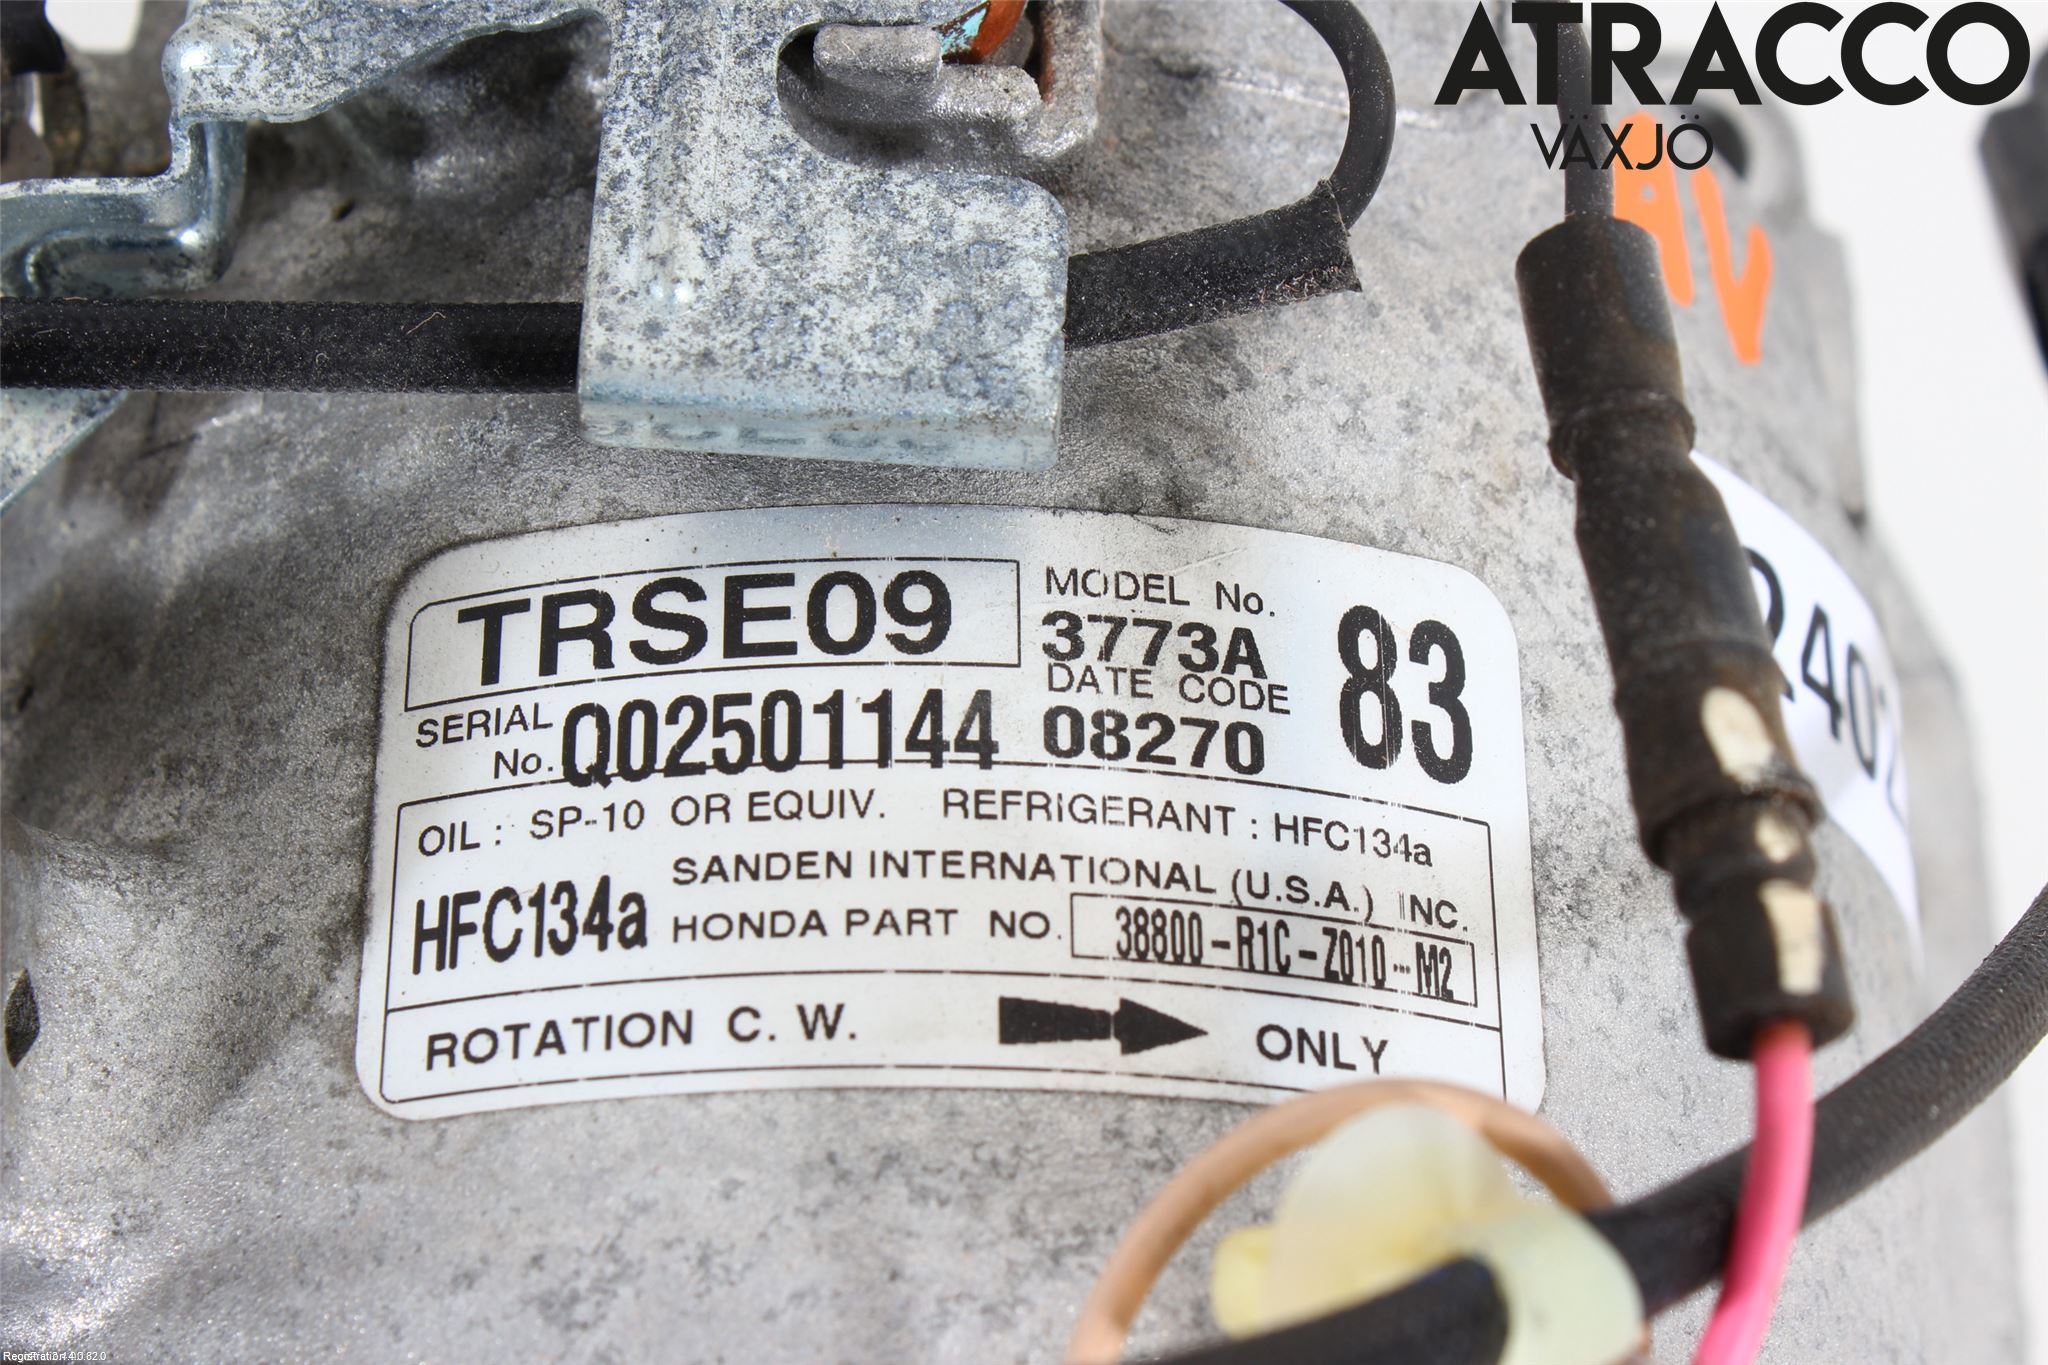 ATRACCO
VÄXJÖ
AC
TRSE09
MODEL No.
3773A
83
SERIAL No. Q02501144
DATE CODE
08270
OIL : SP-10 OR EQUIV. REFRIGERANT : HFC134a
HFC134a
SANDEN INTERNATIONAL (U.S.A.) INC.
HONDA PART NO. 38800-R1C-Z010-M2
ROTATION C. W. ONLY